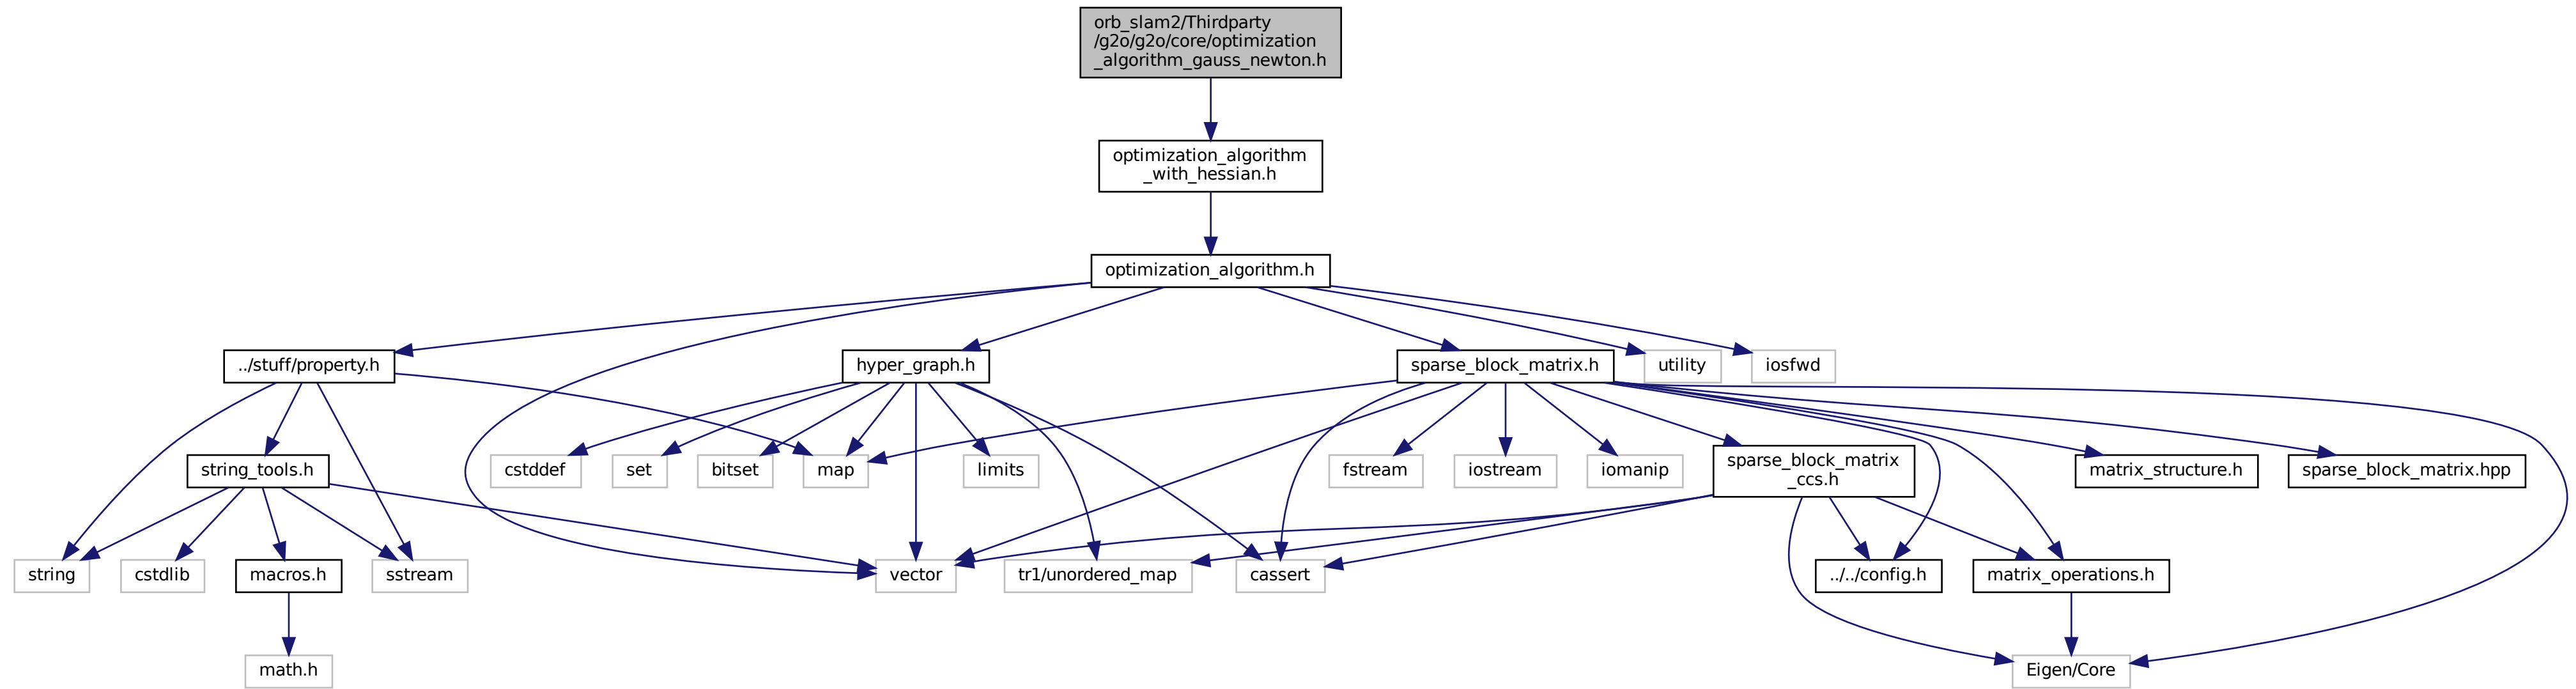 orb_slam2/Thirdparty
/g2o/g2o/core/optimization
_algorithm_gauss_newton.h
optimization_algorithm
_with_hessian.h
optimization_algorithm.h
../stuff/property.h
hyper_graph.h
sparse_block_matrix.h
utility
iosfwd
string_tools.h
cstddef
set
bitset
map
limits
fstream
iostream
iomanip
sparse_block_matrix
_ccs.h
matrix_structure.h
sparse_block_matrix.hpp
string
cstdlib
macros.h
sstream
vector
tr1/unordered_map
cassert
../../config.h
matrix_operations.h
math.h
Eigen/Core